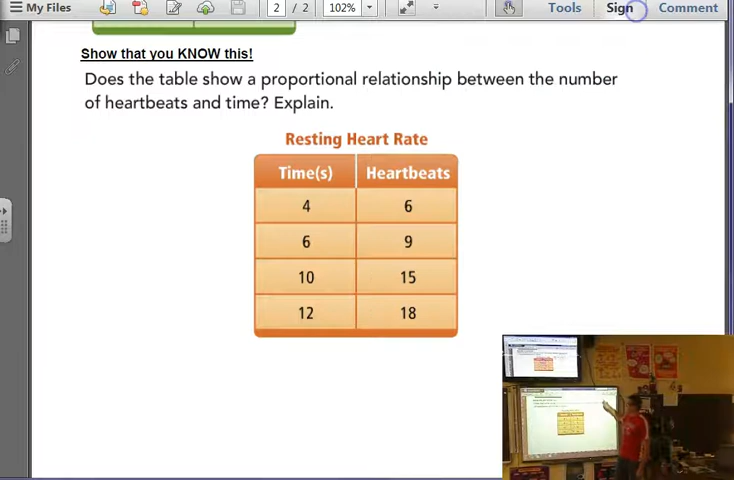 My Files 2 / 2 102% Tools Sign Comment
Show that you KNOW this!
Does the table show a proportional relationship between the number
of heartbeats and time? Explain.
Resting Heart Rate
Time(s) Heartbeats
4 6
6 9
10 15
12 18